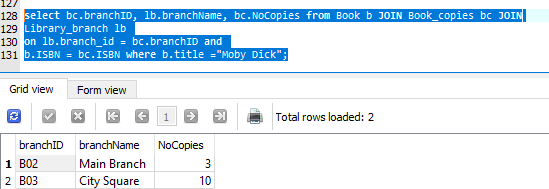 128 select bc.branchID, lb.branchName, bc.NoCopies from Book b JOIN Book_copies bc JOIN
129 Library_branch lb
130 on lb.branch_id = bc.branchID and
131 b.ISBN = bc.ISBN where b.title ="Moby Dick";
Grid view Form view
1 Total rows loaded: 2
branchID branchName NoCopies
1 B02 Main Branch 3
2 B03 City Square 10